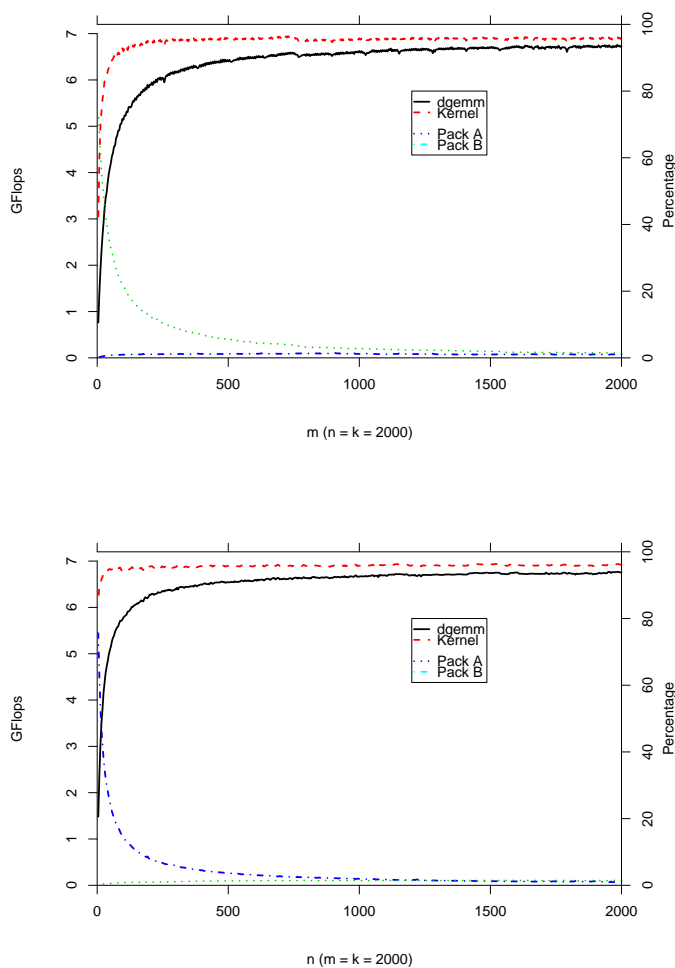 7
6
5
4
3
2
1
0
GFlops
100
80
60
40
20
0
Percentage
dgemm
Kernel
Pack A
Pack B
0
500
1000
1500
2000
m (n = k = 2000)
7
6
5
4
3
2
1
0
GFlops
100
80
60
40
20
0
Percentage
dgemm
Kernel
Pack A
Pack B
0
500
1000
1500
2000
n (m = k = 2000)